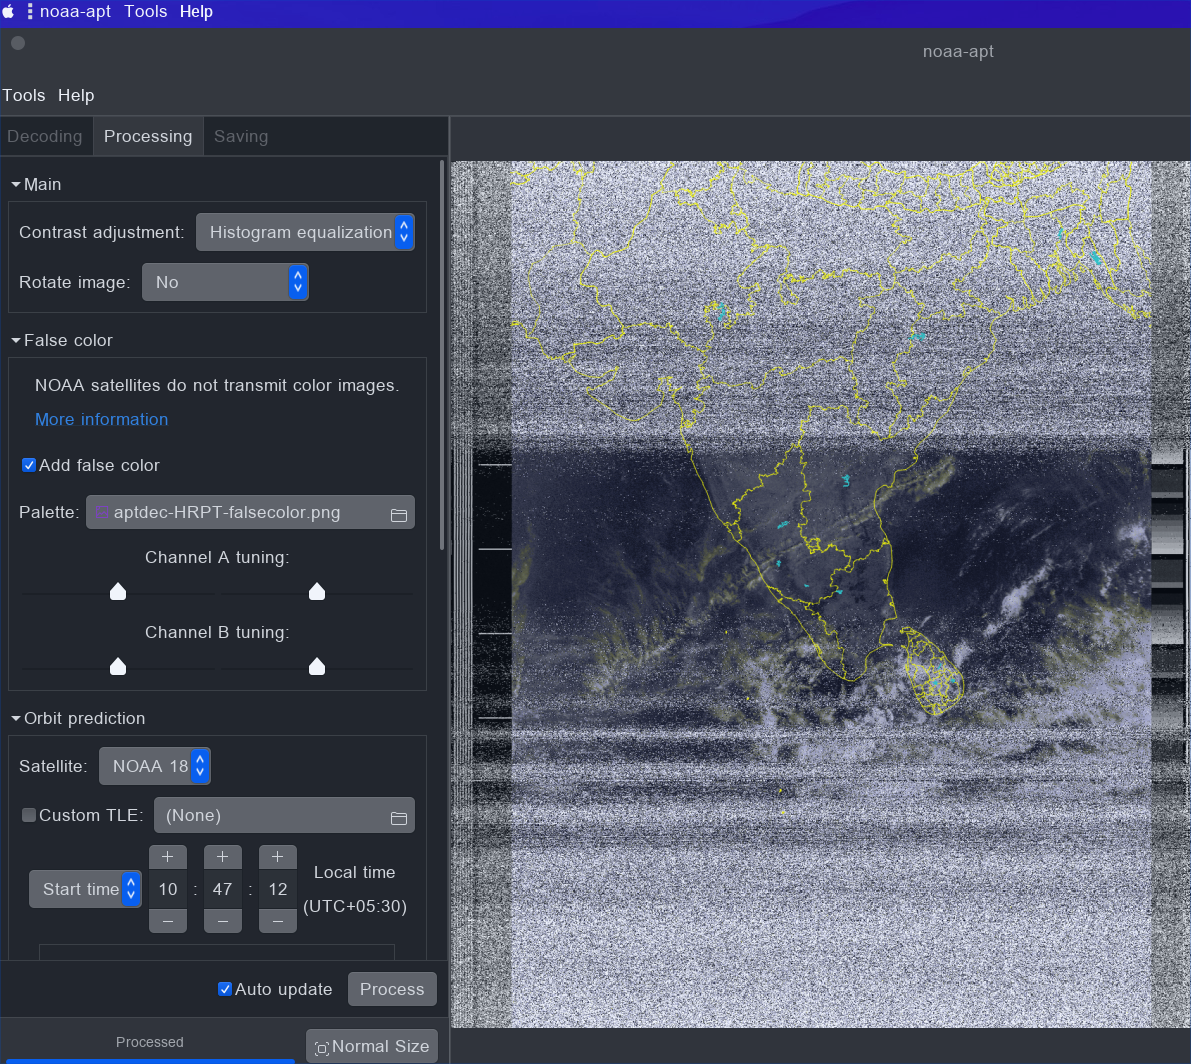 noaa-apt Tools Help
noaa-apt
Tools Help
Decoding Processing Saving
Main
Contrast adjustment: Histogram equalization
Rotate image: No
False color
NOAA satellites do not transmit color images.
More information
Add false color
Palette: aptdec-HRPT-falsecolor.png
Channel A tuning:
Channel B tuning:
Orbit prediction
Satellite: NOAA 18
Custom TLE: (None)
+ + +
Start time 10 : 47 : 12
− − −
Local time
(UTC+05:30)
Auto update Process
Processed
Normal Size